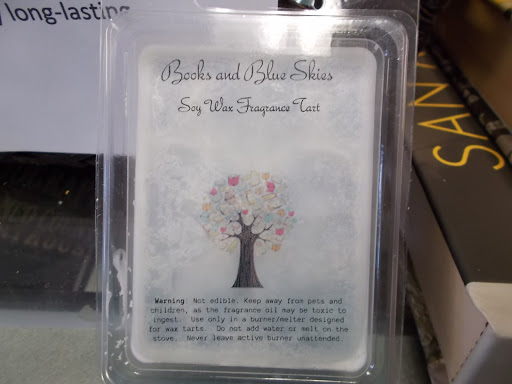 long-lasting
Books and Blue Skies
Soy Wax Fragrance Tart
Warning: Not edible. Keep away from pets and
children, as the fragrance oil may be toxic to
ingest. Use only in a burner/melter designed
for wax tarts. Do not add water or melt on the
stove. Never leave active burner unattended.
SAN